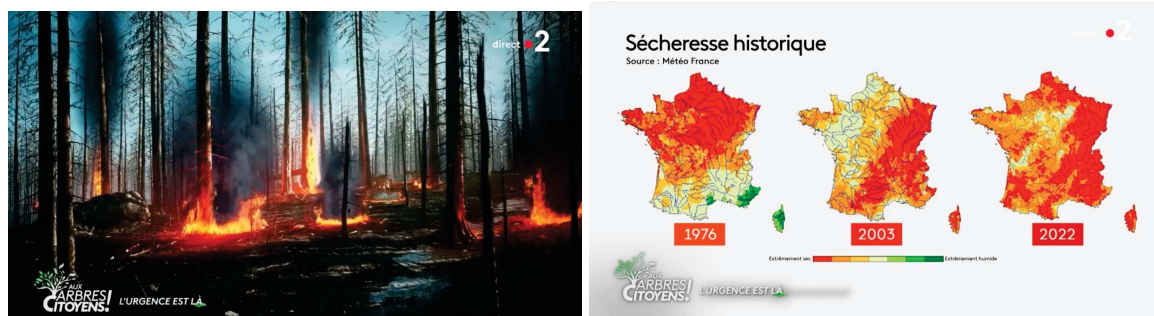 direct 2
AUX
ARBRES
CITOYENS!
L'URGENCE EST LÀ
Sécheresse historique
Source : Météo France
direct 2
1976
2003
2022
Extrêmement sec
Extrêmement humide
AUX
ARBRES
CITOYENS!
L'URGENCE EST LA